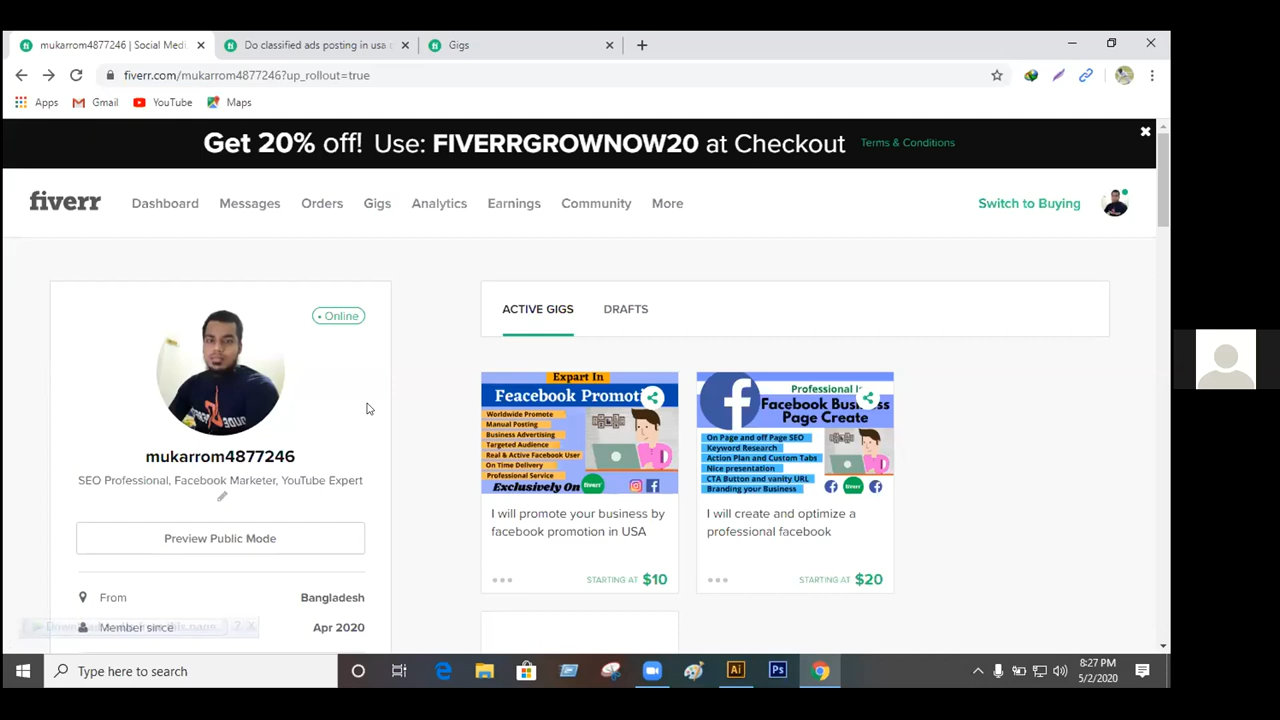 mukarrom4877246 | Social Medi
Do classified ads posting in usa
Gigs
fiverr.com/mukarrom4877246?up_rollout=true
Apps
Gmail
YouTube
Maps
Get 20% off! Use: FIVERRGROWNOW20 at Checkout
Terms & Conditions
fiverr
Dashboard
Messages
Orders
Gigs
Analytics
Earnings
Community
More
Switch to Buying
• Online
mukarrom4877246
SEO Professional, Facebook Marketer, YouTube Expert
Preview Public Mode
From
Bangladesh
Member since
Apr 2020
ACTIVE GIGS
DRAFTS
Expart In
Feacebook Promoti
Worldwide Promote
Manual Posting
Business Advertising
Targeted Audience
Real & Active Facebook User
On Time Delivery
Professional Service
Exclusively On fiverr
I will promote your business by
facebook promotion in USA
STARTING AT $10
Professional
Facebook Bus ss
Page Create
On Page and off Page SEO
Keyword Research
Action Plan and Custom Tabs
Nice presentation
CTA Button and vanity URL
Branding your Business
fiverr
I will create and optimize a
professional facebook
STARTING AT $20
Type here to search
Ai
Ps
8:27 PM
5/2/2020